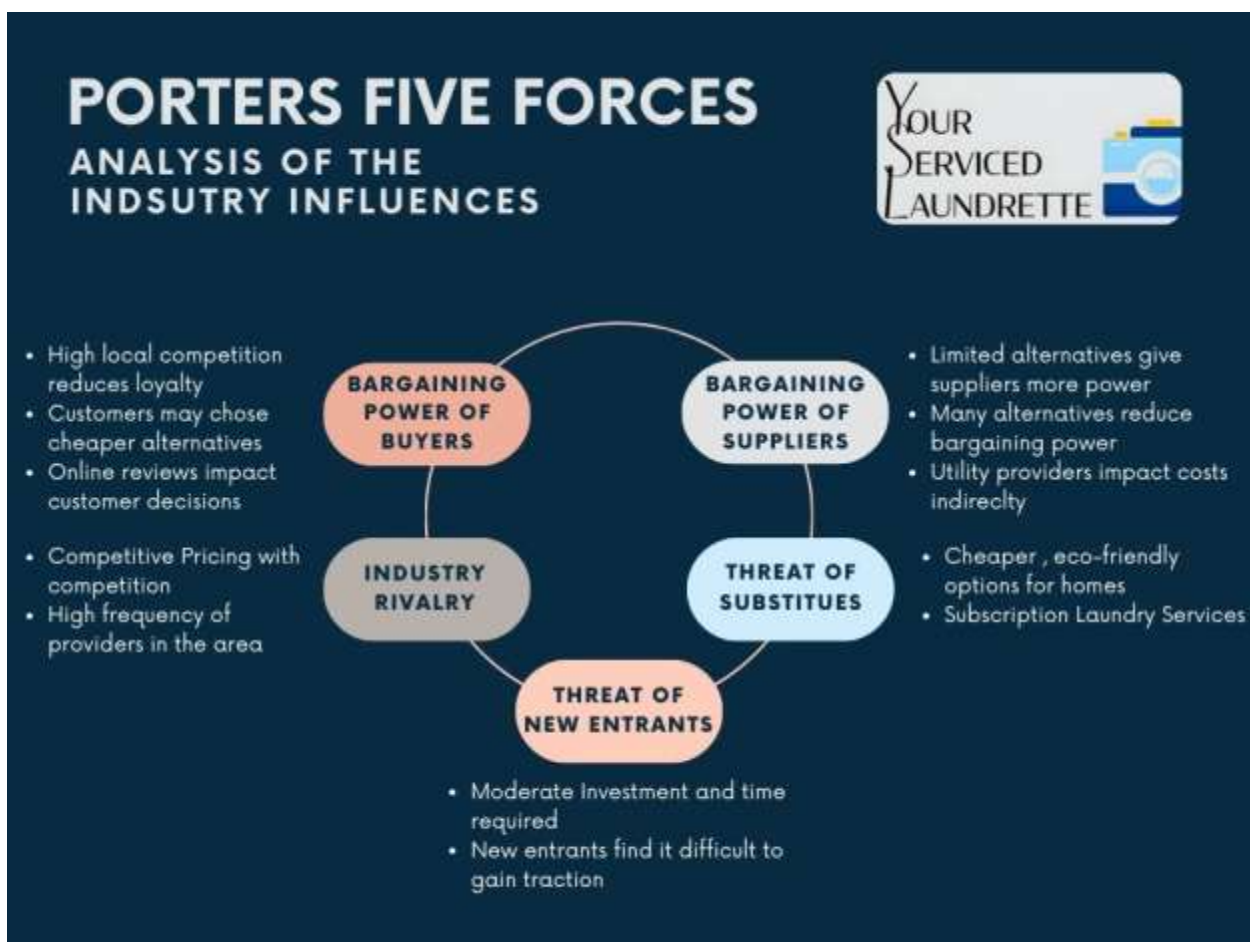 PORTERS FIVE FORCES
ANALYSIS OF THE
INDSUTRY INFLUENCES
YOUR
SERVICED
LAUNDRETTE
• High local competition
reduces loyalty
• Customers may chose
cheaper alternatives
• Online reviews impact
customer decisions
BARGAINING
POWER OF
BUYERS
BARGAINING
POWER OF
SUPPLIERS
• Limited alternatives give
suppliers more power
• Many alternatives reduce
bargaining power
• Utility providers impact costs
indireclty
• Competitive Pricing with
competition
• High frequency of
providers in the area
INDUSTRY
RIVALRY
THREAT OF
SUBSTITUES
• Cheaper , eco-friendly
options for homes
• Subscription Laundry Services
THREAT OF
NEW ENTRANTS
• Moderate Investment and time
required
• New entrants find it difficult to
gain traction